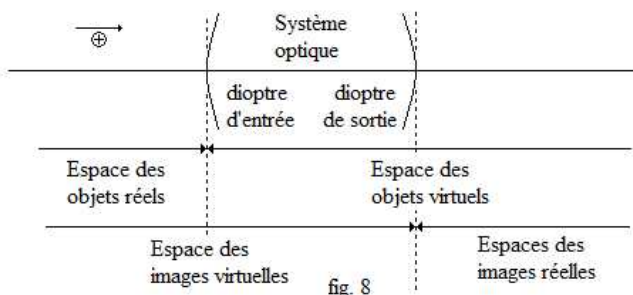 ⊕
Système
optique
dioptre
d'entrée
dioptre
de sortie
Espace des
objets réels
Espace des
objets virtuels
Espace des
images virtuelles
Espaces des
images réelles
fig. 8